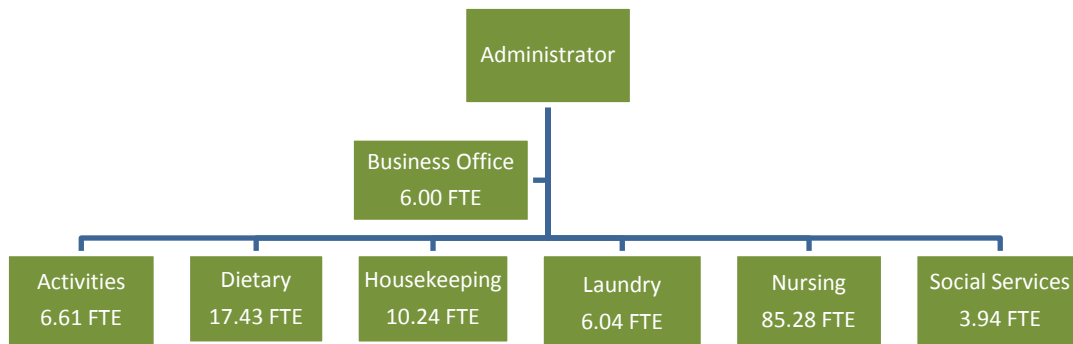 Administrator
Business Office
6.00 FTE
Activities
6.61 FTE
Dietary
17.43 FTE
Housekeeping
10.24 FTE
Laundry
6.04 FTE
Nursing
85.28 FTE
Social Services
3.94 FTE